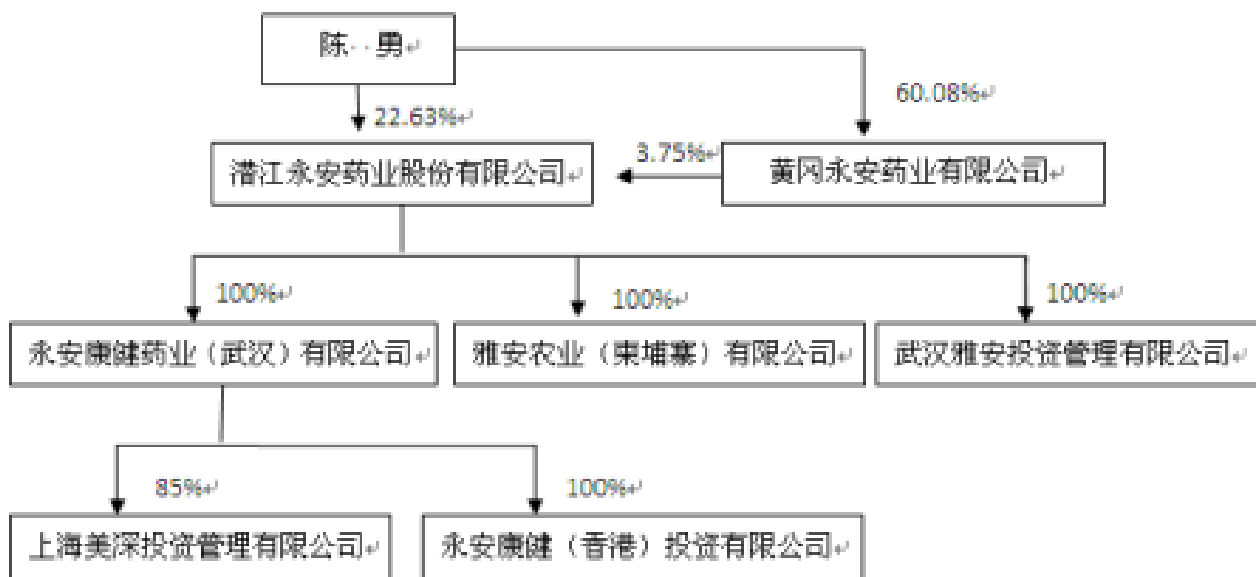 陈··勇↵
22.63%↵
60.08%↵
潜江永安药业股份有限公司↵
3.75%↵
黄冈永安药业有限公司↵
100%↵
100%↵
100%↵
永安康健药业（武汉）有限公司↵
雅安农业（柬埔寨）有限公司↵
武汉雅安投资管理有限公司↵
85%↵
100%↵
上海美深投资管理有限公司↵
永安康健（香港）投资有限公司↵